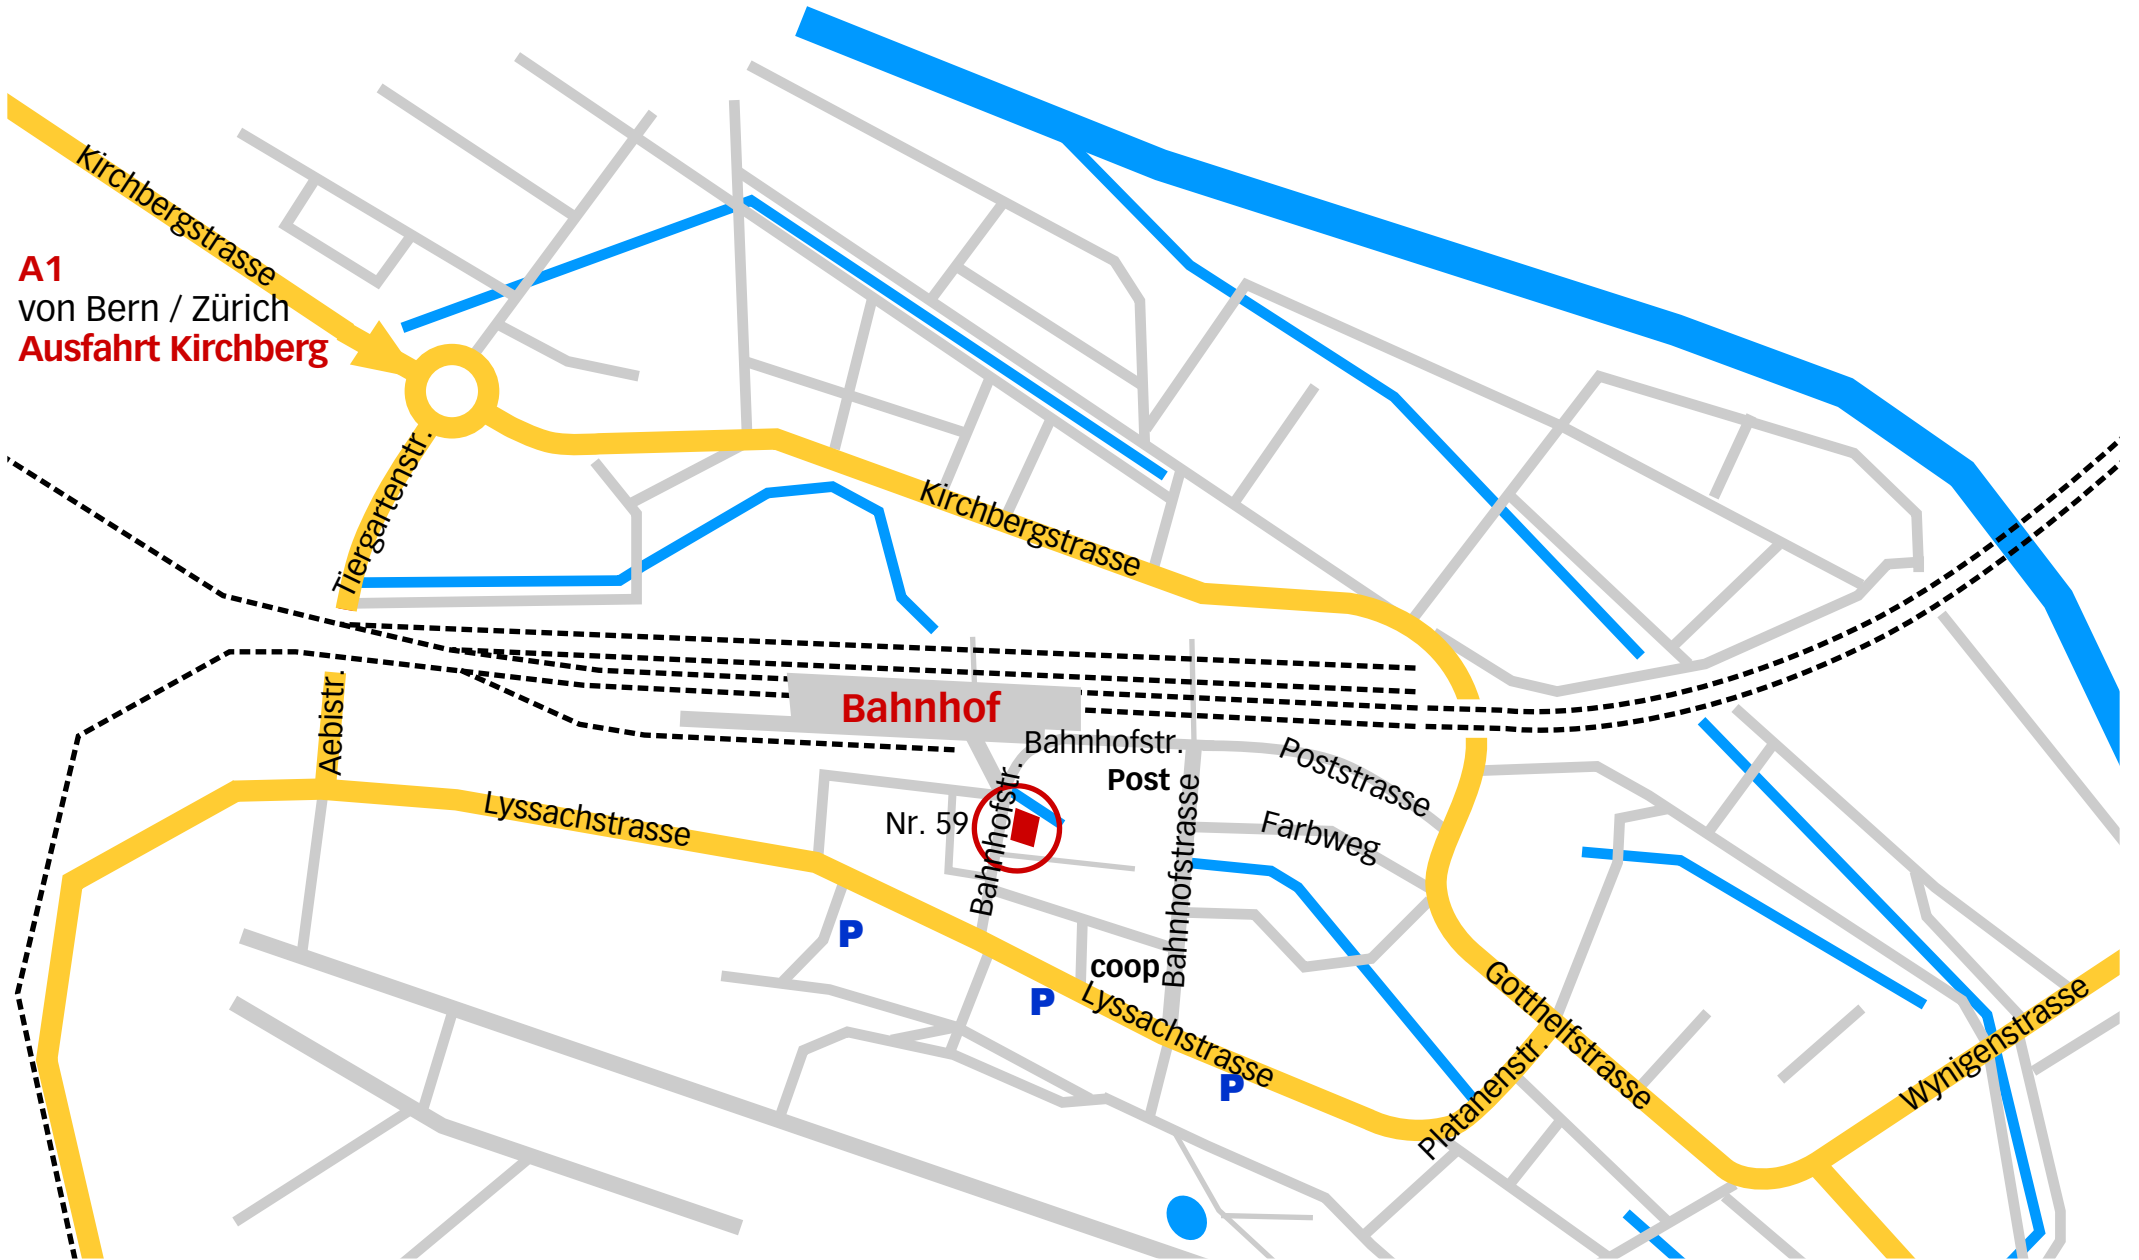 Kirchbergstrasse
A1
von Bern / Zürich
Ausfahrt Kirchberg
Tiergartenstr.
Kirchbergstrasse
Aebistr.
Bahnhof
Bahnhofstr.
Post
Poststrasse
Lyssachstrasse
Nr. 59
Bahnhofstr.
Bahnhofstrasse
Farbweg
P
coop
P
Lyssachstrasse
P
Gotthelfstrasse
Platanenstr.
Wynigenstrasse